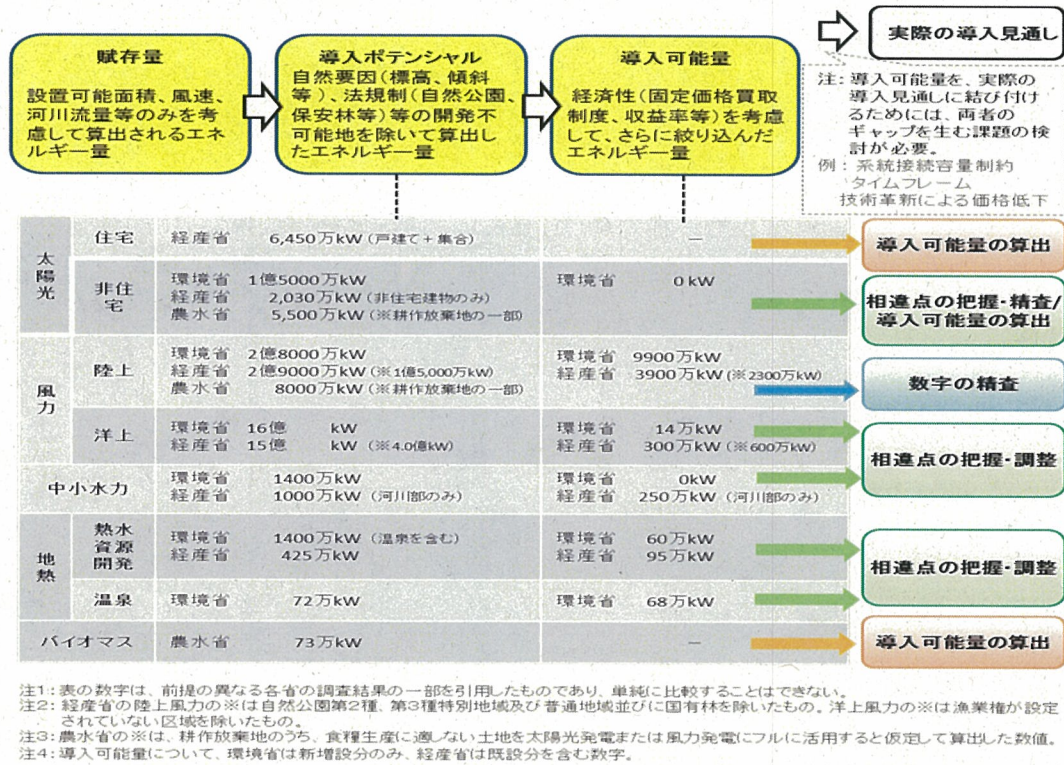 賦存量
設置可能面積、風速、
河川流量等のみを考
慮して算出されるエネ
ルギー量
導入ポテンシャル
自然要因(標高、傾斜
等)、法規制(自然公園、
保安林等)等の開発不
可能地を除いて算出し
たエネルギー量
導入可能量
経済性(固定価格買取
制度、収益率等)を考慮
して、さらに絞り込んだ
エネルギー量
実際の導入見通し
注:導入可能量を、実際の
導入見通しに結び付け
るためには、両者の
ギャップを生む課題の検
討が必要。
例:系統接続容量制約
タイムフレーム
技術革新による価格低下
太陽光
住宅 経産省 6,450万kW(戸建て+集合) - 導入可能量の算出
非住宅
環境省 1億5000万kW 環境省 0kW
経産省 2,030万kW(非住宅建物のみ)
農水省 5,500万kW(※耕作放棄地の一部)
相違点の把握・精査/
導入可能量の算出
風力
陸上
環境省 2億8000万kW 環境省 9900万kW
経産省 2億9000万kW(※1億5,000万kW) 経産省 3900万kW(※2300万kW)
農水省 8000万kW(※耕作放棄地の一部)
数字の精査
洋上
環境省 16億 kW 環境省 14万kW
経産省 15億 kW(※4.0億kW) 経産省 300万kW(※600万kW)
中小水力
環境省 1400万kW 環境省 0kW
経産省 1000万kW(河川部のみ) 経産省 250万kW(河川部のみ)
相違点の把握・調整
地熱
熱水
資源
開発
環境省 1400万kW(温泉を含む) 環境省 60万kW
経産省 425万kW 経産省 95万kW
温泉 環境省 72万kW 環境省 68万kW
相違点の把握・調整
バイオマス 農水省 73万kW - 導入可能量の算出
注1:表の数字は、前提の異なる各省の調査結果の一部を引用したものであり、単純に比較することはできない。
注2:経産省の陸上風力の※は自然公園第2種、第3種特別地域及び普通地域並びに国有林を除いたもの。洋上風力の※は漁業権が設定
されていない区域を除いたもの。
注3:農水省の※は、耕作放棄地のうち、食糧生産に適しない土地を太陽光発電または風力発電にフルに活用すると仮定して算出した数値。
注4:導入可能量について、環境省は新増設分のみ、経産省は既設分を含む数字。